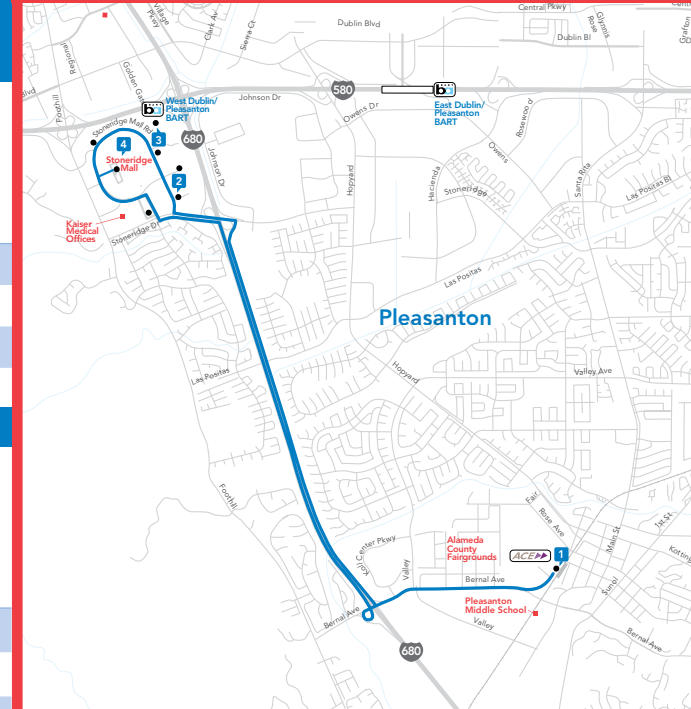 Central Pkwy
Village
Pkwy
Clark Av
Sierra Ct
Dublin Blvd
Glynnis
Rose
Grafton
Dublin Bl
Regional
Golden Gate
Foothill
Blvd
580
West Dublin/
Pleasanton
BART
Johnson Dr
East Dublin/
Pleasanton
BART
Owens Dr
Rosewood
Stoneridge Mall Rd
3
680
4
Stoneridge
Mall
Johnson Dr
Owens
2
Hopyard
Hacienda
Stoneridge
Santa Rita
Las Positas Bl
Kaiser
Medical
Offices
Stoneridge Dr
Las Positas
Pleasanton
Las Positas
Hopyard
Valley Ave
Foothill
Fair
Rose Ave
Main St
1st St
Koll Center Pkwy
Valley
Alameda
County
Fairgrounds
ACE
1
Kotting
Bernal Ave
Sunol
Pleasanton
Middle School
Bernal Ave
Valley
Bernal Ave
680